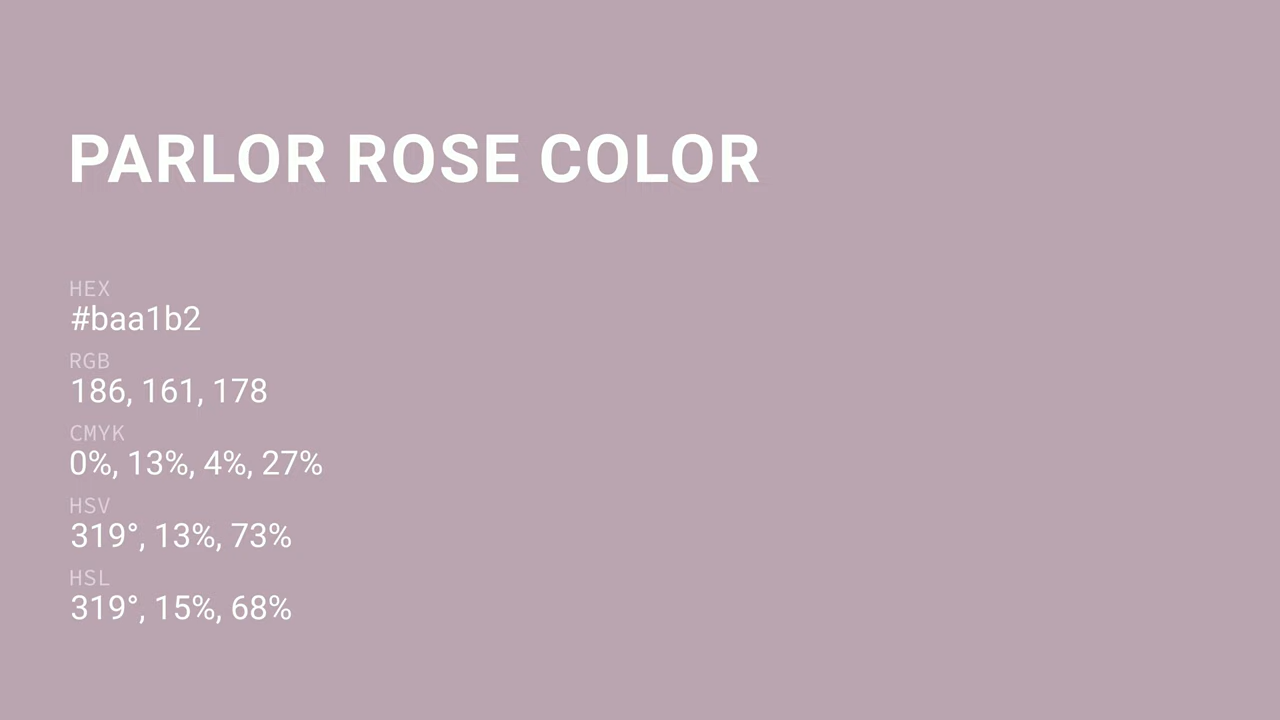 PARLOR ROSE COLOR
HEX
#baa1b2
RGB
186, 161, 178
CMYK
0%, 13%, 4%, 27%
HSV
319°, 13%, 73%
HSL
319°, 15%, 68%